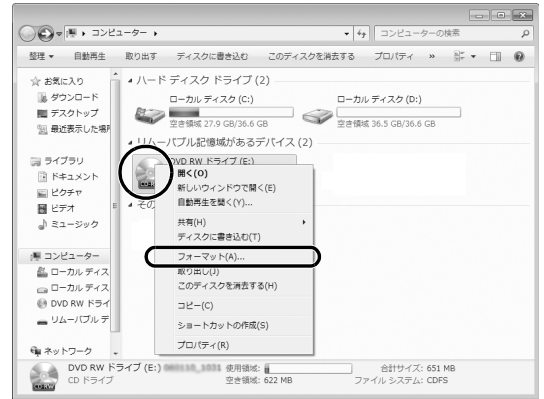 コンピューター
コンピューターの検索
整理 自動再生 取り出す ディスクに書き込む このディスクを消去する プロパティ »
お気に入り
ダウンロード
デスクトップ
最近表示した場所
ライブラリ
ドキュメント
ピクチャ
ビデオ
ミュージック
コンピューター
ローカル ディス
ローカル ディス
DVD RW ドライ
リムーバブル デ
ネットワーク
ハード ディスク ドライブ (2)
ローカル ディスク (C:)
空き領域 27.9 GB/36.6 GB
ローカル ディスク (D:)
空き領域 36.5 GB/36.6 GB
リムーバブル記憶域があるデバイス (2)
DVD RW ドライブ (E:)
CD-RW
その
開く(O)
新しいウィンドウで開く(E)
自動再生を開く(Y)...
共有(H)
ディスクに書き込む(T)
フォーマット(A)...
取り出し(J)
このディスクを消去する(H)
コピー(C)
ショートカットの作成(S)
プロパティ(R)
CD-RW
DVD RW ドライブ (E:) 使用領域: 合計サイズ: 651 MB
CD ドライブ 空き領域: 622 MB ファイル システム: CDFS